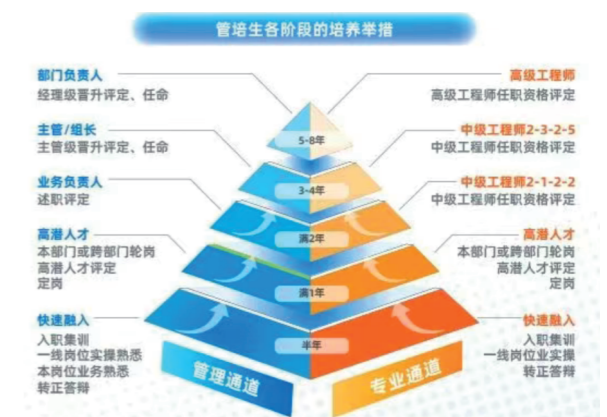 管培生各阶段的培养举措
部门负责人
经理级晋升评定、任命
主管/组长
主管级晋升评定、任命
业务负责人
述职评定
高潜人才
本部门或跨部门轮岗
高潜人才评定
定岗
快速融入
入职集训
一线岗位实操熟悉
本岗位业务熟悉
转正答辩
5-8年
3-4年
满2年
满1年
半年
管理通道
专业通道
高级工程师
高级工程师任职资格评定
中级工程师2-3-2-5
中级工程师任职资格评定
中级工程师2-1-2-2
中级工程师任职资格评定
高潜人才
本部门或跨部门轮岗
高潜人才评定
定岗
快速融入
入职集训
一线岗位业实操
转正答辩